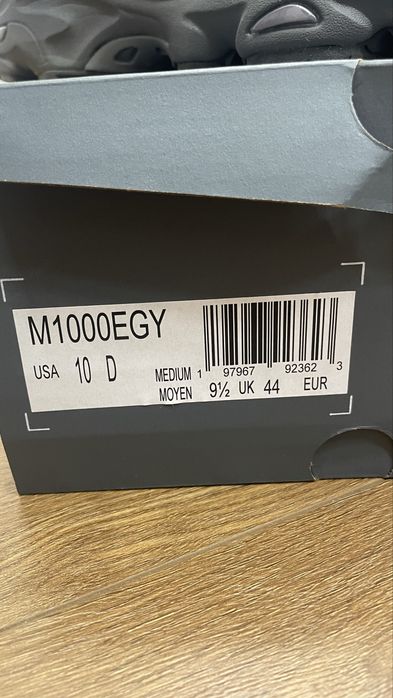 M1000EGY
USA 10 D MEDIUM 1 97967 92362 3
MOYEN 9½ UK 44 EUR